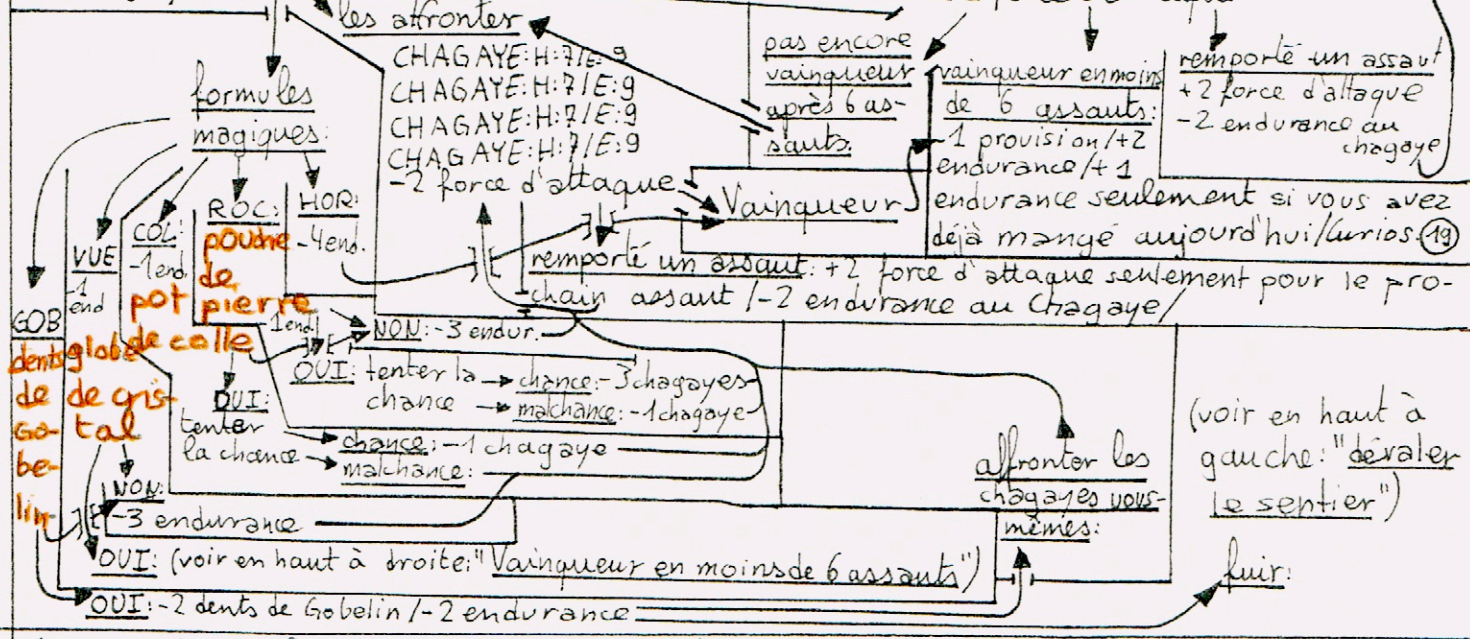 les affronter
CHAGAYE:H:7/E:9
CHAGAYE:H:7/E:9
CHAGAYE:H:7/E:9
CHAGAYE:H:7/E:9
-2 force d'attaque
pas encore
vainqueur
après 6 as-
sauts.
vainqueur en moins
de 6 assauts:
-1 provision/+2
endurance/+1
endurance seulement si vous avez
déjà mangé aujourd'hui/Curios. 19
remporté un assaut
+2 force d'attaque
-2 endurance au
chagaye
Vainqueur
remporté un assaut: +2 force d'attaque seulement pour le pro-
chain assaut /-2 endurance au Chagaye/
formules
magiques:
GOB
dents
de
Go-
be-
lin
VUE
-1
end
globe
de cris-
tal
COL:
-1end.
pot
de colle
ROC:
poudre
de
pierre
-1end.
HOR:
-4end.
NON: -3 endur.
OUI: tenter la
chance
chance: -3 chagayes
malchance: -1 chagaye
OUI:
tenter
la chance
chance: -1 chagaye
malchance:
NON:
-3 endurance
OUI: (voir en haut à droite: "Vainqueur en moins de 6 assauts")
OUI: -2 dents de Gobelin /-2 endurance
affronter les
chagayes vous-
mêmes:
(voir en haut à
gauche: "dévaler
le sentier")
fuir: